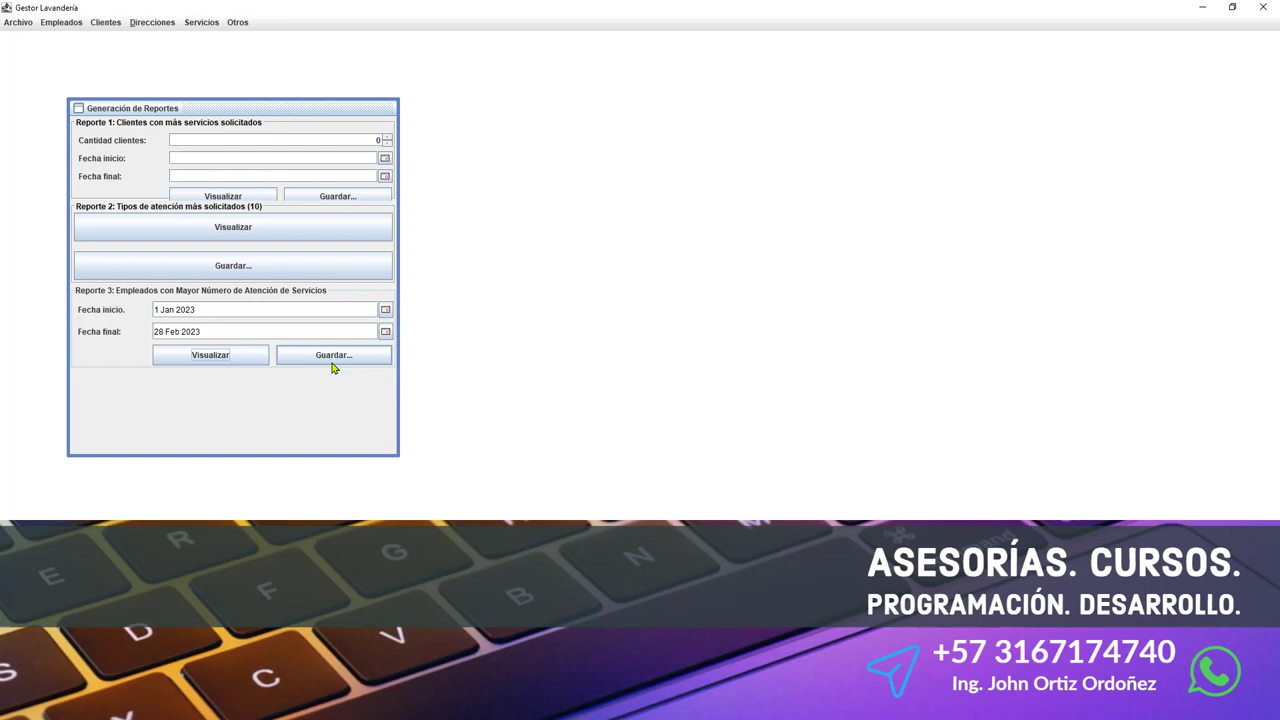 Gestor Lavandería
Archivo Empleados Clientes Direcciones Servicios Otros
Generación de Reportes
Reporte 1: Clientes con más servicios solicitados
Cantidad clientes: 0
Fecha inicio:
Fecha final:
Visualizar Guardar...
Reporte 2: Tipos de atención más solicitados (10)
Visualizar
Guardar...
Reporte 3: Empleados con Mayor Número de Atención de Servicios
Fecha inicio. 1 Jan 2023
Fecha final: 28 Feb 2023
Visualizar Guardar...
ASESORÍAS. CURSOS.
PROGRAMACIÓN. DESARROLLO.
+57 3167174740
Ing. John Ortiz Ordoñez
E R F G B N M D V C S